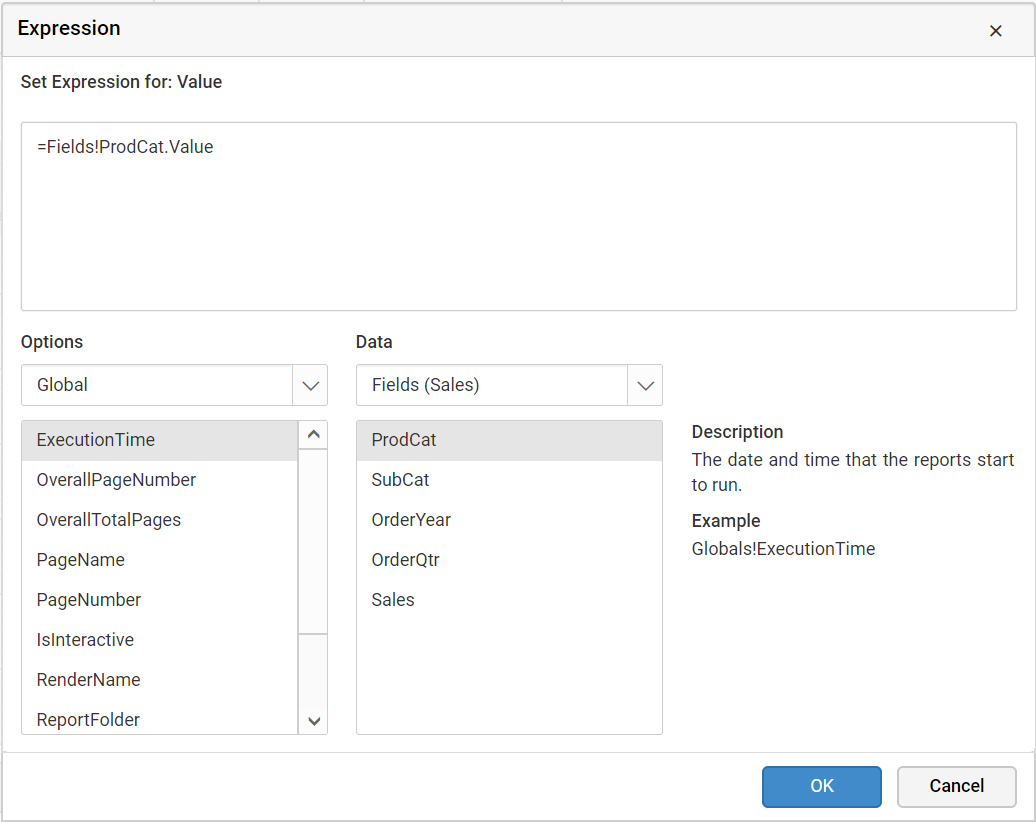 Expression
Set Expression for: Value
=Fields!ProdCat.Value
Options
Data
Global
Fields (Sales)
ExecutionTime
OverallPageNumber
OverallTotalPages
PageName
PageNumber
IsInteractive
RenderName
ReportFolder
ProdCat
SubCat
OrderYear
OrderQtr
Sales
Description
The date and time that the reports start
to run.
Example
Globals!ExecutionTime
OK
Cancel